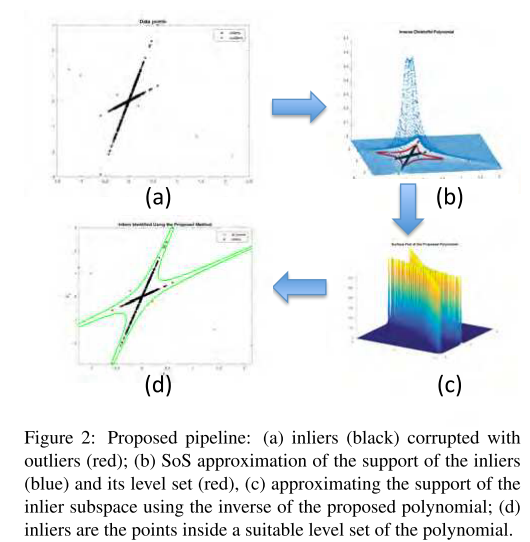 Data points
(a)
Inverse Christoffel Polynomial
(b)
Surface Plot of the Proposed Polynomial
(c)
Inliers Identified Using the Proposed Method
(d)
Figure 2: Proposed pipeline: (a) inliers (black) corrupted with
outliers (red); (b) SoS approximation of the support of the inliers
(blue) and its level set (red), (c) approximating the support of the
inlier subspace using the inverse of the proposed polynomial; (d)
inliers are the points inside a suitable level set of the polynomial.